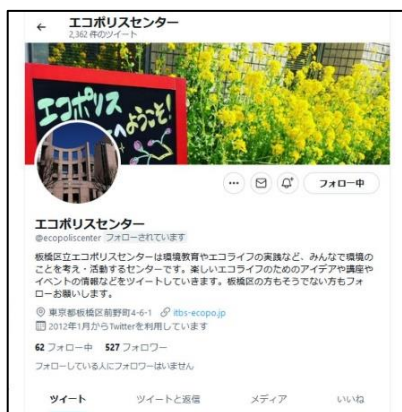 エコポリスセンター
2,362 件のツイート
エコポリス
へようこそ!
フォロー中
エコポリスセンター
@ecopoliscenter フォローされています
板橋区立エコポリスセンターは環境教育やエコライフの実践など、みんなで環境の
ことを考え・活動するセンターです。楽しいエコライフのためのアイデアや講座や
イベントの情報などをツイートしていきます。板橋区の方もそうでない方もフォ
ローお願いします。
東京都板橋区前野町4-6-1 itbs-ecopo.jp
2012年1月からTwitterを利用しています
62 フォロー中 527 フォロワー
フォローしている人にフォロワーはいません
ツイート ツイートと返信 メディア いいね